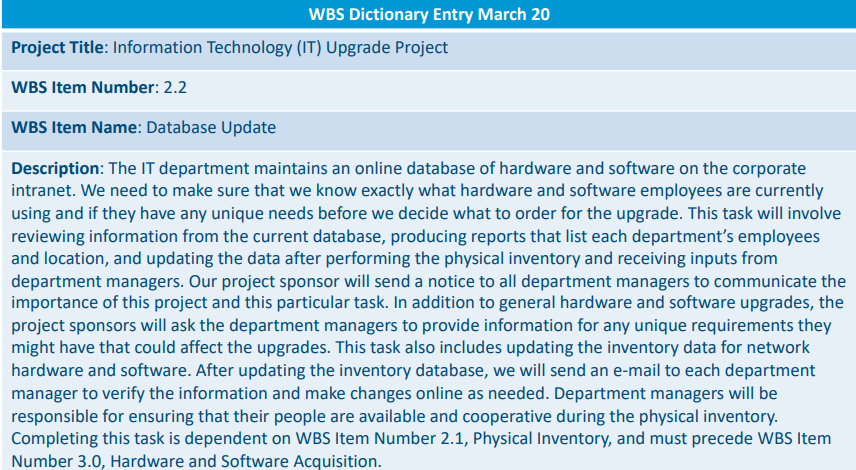 WBS Dictionary Entry March 20
Project Title: Information Technology (IT) Upgrade Project
WBS Item Number: 2.2
WBS Item Name: Database Update
Description: The IT department maintains an online database of hardware and software on the corporate
intranet. We need to make sure that we know exactly what hardware and software employees are currently
using and if they have any unique needs before we decide what to order for the upgrade. This task will involve
reviewing information from the current database, producing reports that list each department’s employees
and location, and updating the data after performing the physical inventory and receiving inputs from
department managers. Our project sponsor will send a notice to all department managers to communicate the
importance of this project and this particular task. In addition to general hardware and software upgrades, the
project sponsors will ask the department managers to provide information for any unique requirements they
might have that could affect the upgrades. This task also includes updating the inventory data for network
hardware and software. After updating the inventory database, we will send an e-mail to each department
manager to verify the information and make changes online as needed. Department managers will be
responsible for ensuring that their people are available and cooperative during the physical inventory.
Completing this task is dependent on WBS Item Number 2.1, Physical Inventory, and must precede WBS Item
Number 3.0, Hardware and Software Acquisition.